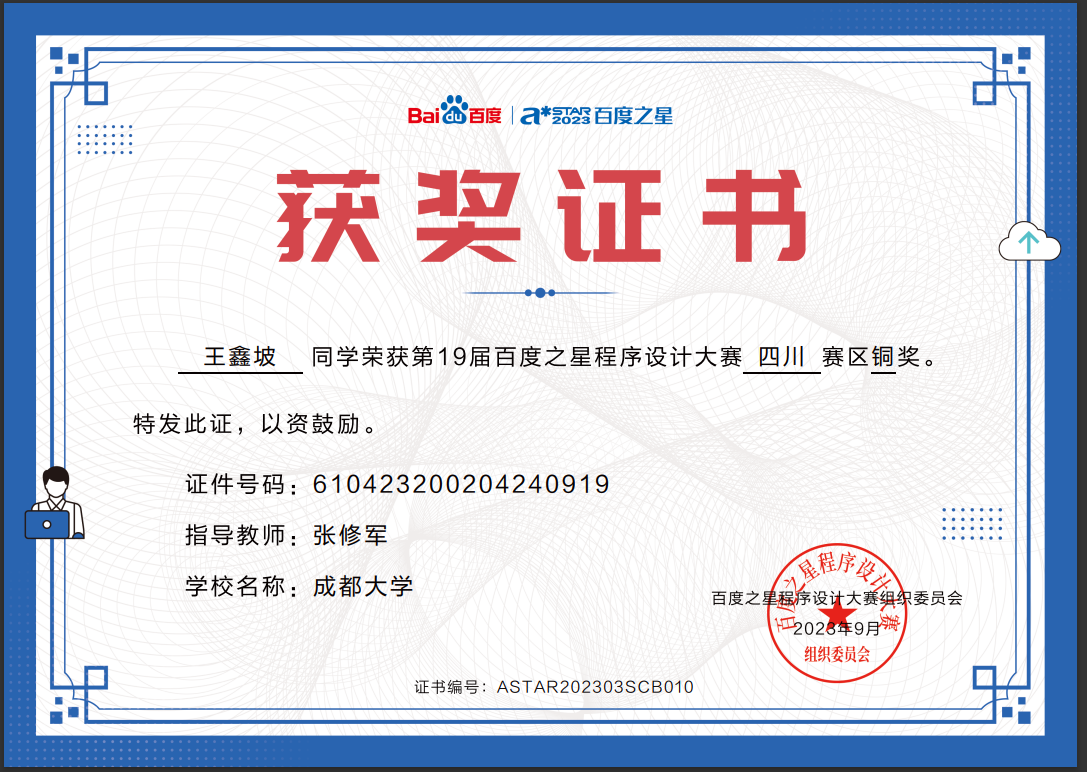 Bai du 百度 | a*STAR 2023 百度之星
获奖证书
王鑫坡 同学荣获第19届百度之星程序设计大赛 四川 赛区铜奖。
特发此证，以资鼓励。
证件号码：610423200204240919
指导教师：张修军
学校名称：成都大学
百度之星程序设计大赛
百度之星程序设计大赛组织委员会
2023年9月
组织委员会
证书编号：ASTAR202303SCB010